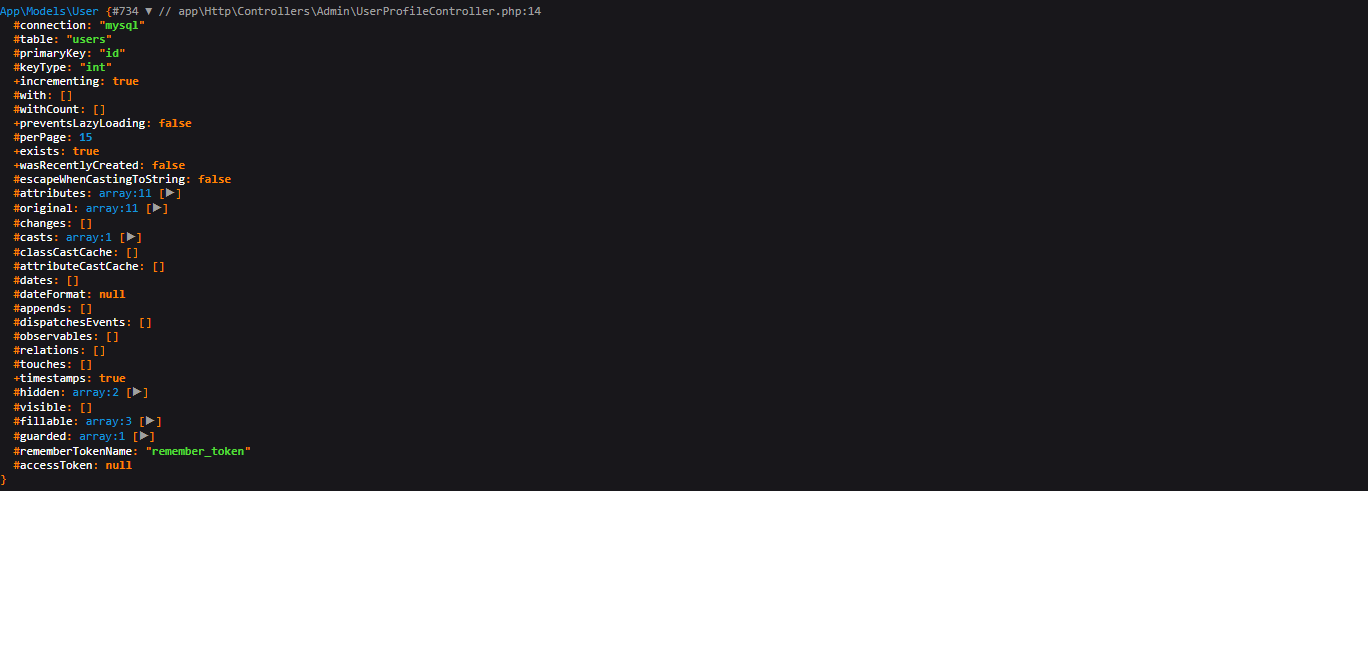 App\Models\User {#734 ▼ // app\Http\Controllers\Admin\UserProfileController.php:14
#connection: "mysql"
#table: "users"
#primaryKey: "id"
#keyType: "int"
+incrementing: true
#with: []
#withCount: []
+preventsLazyLoading: false
#perPage: 15
+exists: true
+wasRecentlyCreated: false
#escapeWhenCastingToString: false
#attributes: array:11 [▶]
#original: array:11 [▶]
#changes: []
#casts: array:1 [▶]
#classCastCache: []
#attributeCastCache: []
#dates: []
#dateFormat: null
#appends: []
#dispatchesEvents: []
#observables: []
#relations: []
#touches: []
+timestamps: true
#hidden: array:2 [▶]
#visible: []
#fillable: array:3 [▶]
#guarded: array:1 [▶]
#rememberTokenName: "remember_token"
#accessToken: null
}